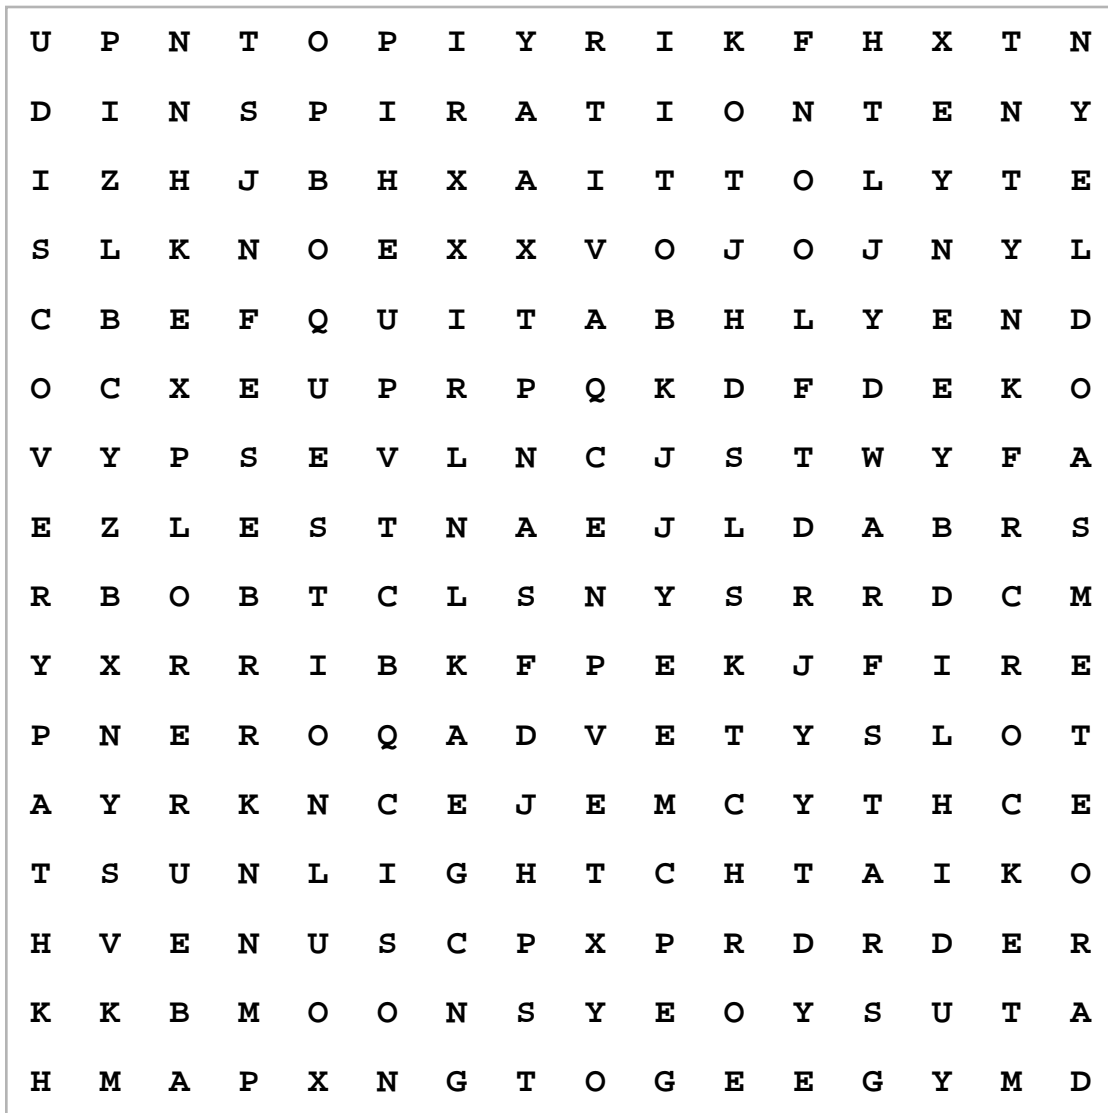 U P N T O P I Y R I K F H X T N
D I N S P I R A T I O N T E N Y
I Z H J B H X A I T T O L Y T E
S L K N O E X X V O J O J N Y L
C B E F Q U I T A B H L Y E N D
O C X E U P R P Q K D F D E K O
V Y P S E V L N C J S T W Y F A
E Z L E S T N A E J L D A B R S
R B O B T C L S N Y S R R D C M
Y X R R I B K F P E K J F I R E
P N E R O Q A D V E T Y S L O T
A Y R K N C E J E M C Y T H C E
T S U N L I G H T C H T A I K O
H V E N U S C P X P R D R D E R
K K B M O O N S Y E O Y S U T A
H M A P X N G T O G E E G Y M D